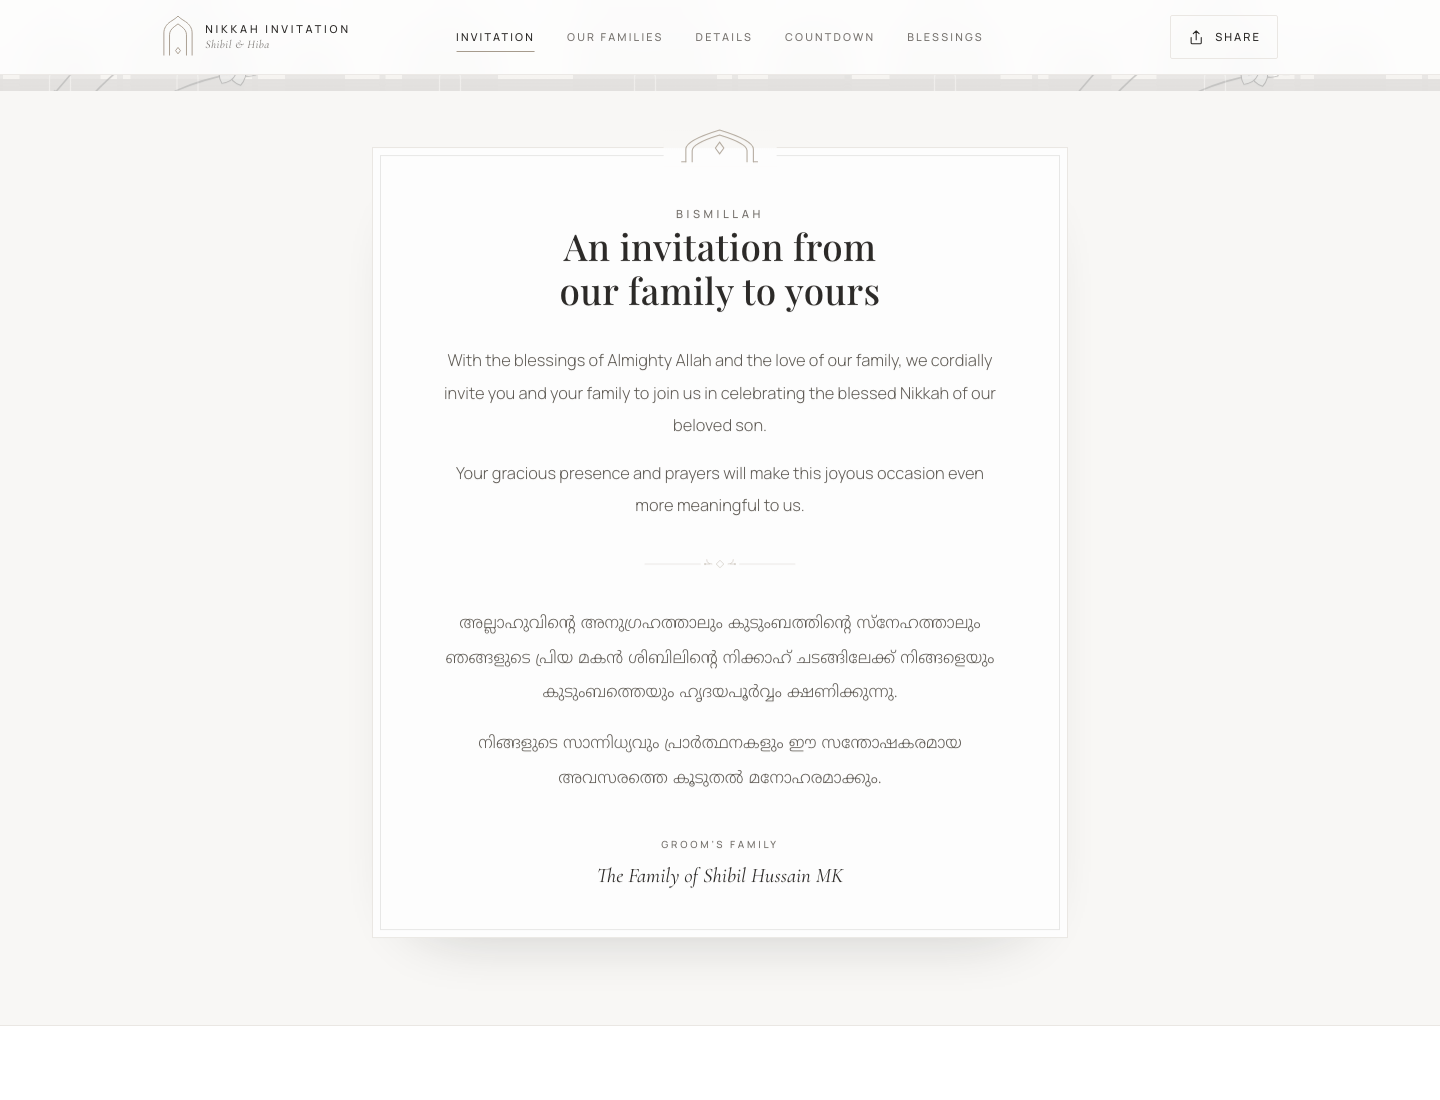 NIKKAH INVITATION
Shibil & Hiba
INVITATION
OUR FAMILIES
DETAILS
COUNTDOWN
BLESSINGS
SHARE
BISMILLAH
An invitation from
our family to yours
With the blessings of Almighty Allah and the love of our family, we cordially
invite you and your family to join us in celebrating the blessed Nikkah of our
beloved son.
Your gracious presence and prayers will make this joyous occasion even
more meaningful to us.
അല്ലാഹുവിന്റെ അനുഗ്രഹത്താലും കുടുംബത്തിന്റെ സ്നേഹത്താലും
ഞങ്ങളുടെ പ്രിയ മകൻ ശിബിലിന്റെ നിക്കാഹ് ചടങ്ങിലേക്ക് നിങ്ങളെയും
കുടുംബത്തെയും ഹൃദയപൂർവ്വം ക്ഷണിക്കുന്നു.
നിങ്ങളുടെ സാന്നിധ്യവും പ്രാർത്ഥനകളും ഈ സന്തോഷകരമായ
അവസരത്തെ കൂടുതൽ മനോഹരമാക്കും.
GROOM'S FAMILY
The Family of Shibil Hussain MK